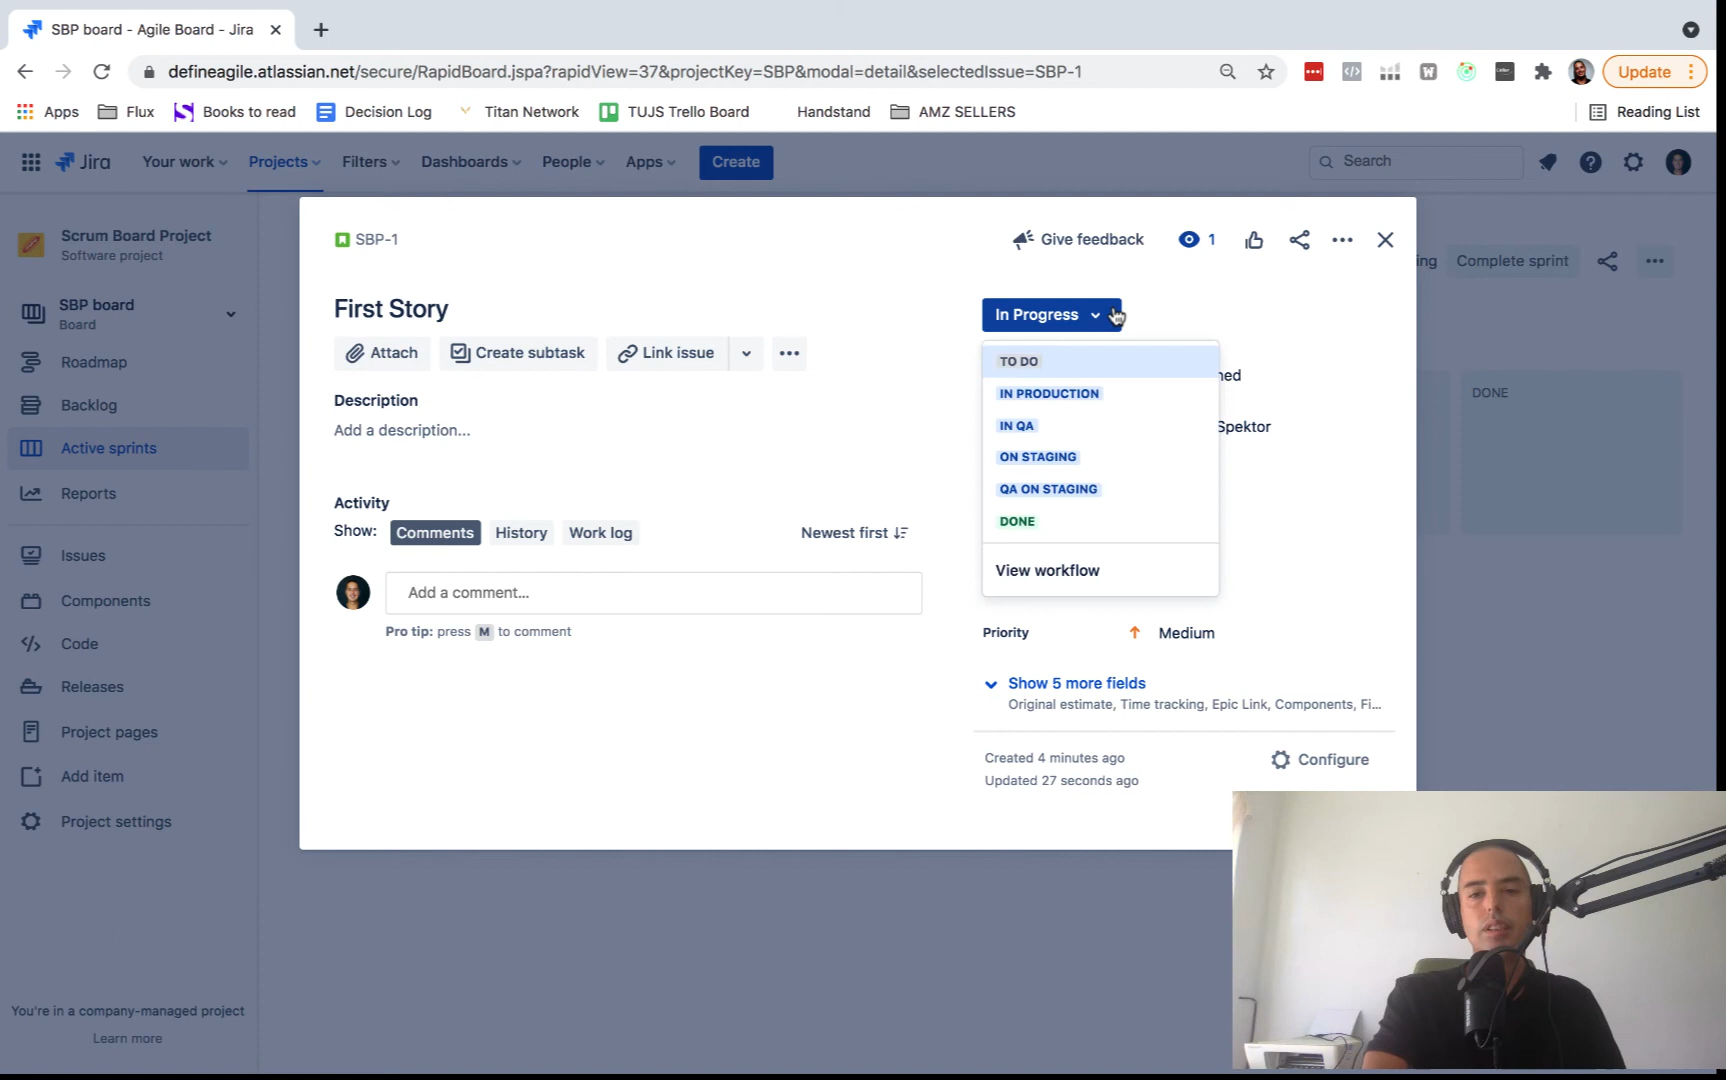 SBP board - Agile Board - Jira
defineagile.atlassian.net/secure/RapidBoard.jspa?rapidView=37&projectKey=SBP&modal=detail&selectedIssue=SBP-1
Update
Apps
Flux
Books to read
Decision Log
Titan Network
TUJS Trello Board
Handstand
AMZ SELLERS
Reading List
Jira
Your work
Projects
Filters
Dashboards
People
Apps
Create
Search
Scrum Board Project
Software project
SBP board
Board
Roadmap
Backlog
Active sprints
Reports
Issues
Components
Code
Releases
Project pages
Add item
Project settings
You're in a company-managed project
Learn more
SBP-1
Give feedback
1
ing
Complete sprint
First Story
Attach
Create subtask
Link issue
Description
Add a description...
Activity
Show:
Comments
History
Work log
Newest first
Add a comment...
Pro tip: press M to comment
In Progress
TO DO
IN PRODUCTION
IN QA
ON STAGING
QA ON STAGING
DONE
View workflow
ned
Spektor
Priority
Medium
Show 5 more fields
Original estimate, Time tracking, Epic Link, Components, Fi...
Created 4 minutes ago
Updated 27 seconds ago
Configure
DONE